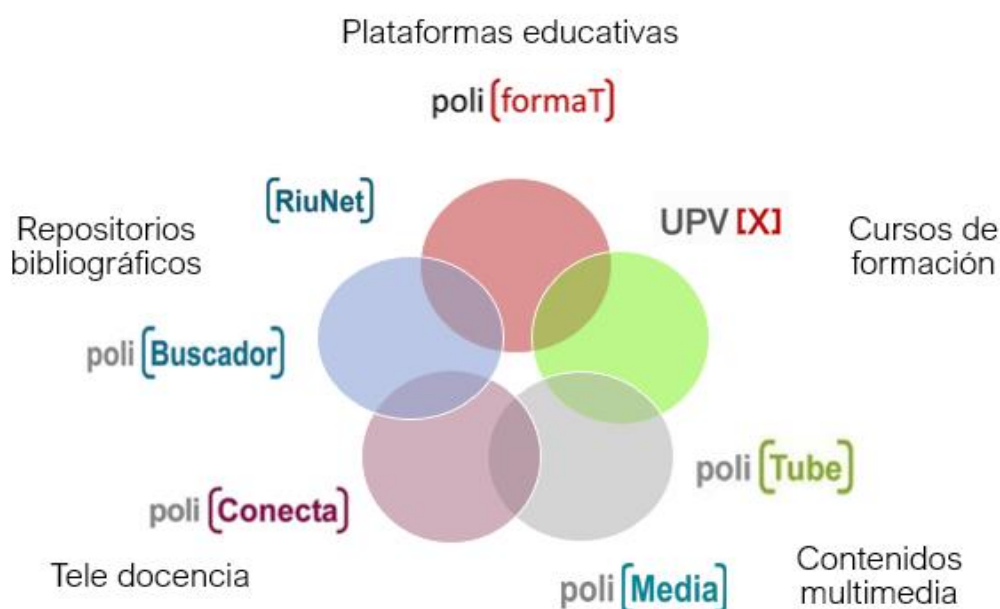 Plataformas educativas
poli [formaT]
[RiuNet]
UPV [X]
Repositorios
bibliográficos
Cursos de
formación
poli [Buscador]
poli [Tube]
poli [Conecta]
Tele docencia
poli [Media]
Contenidos
multimedia